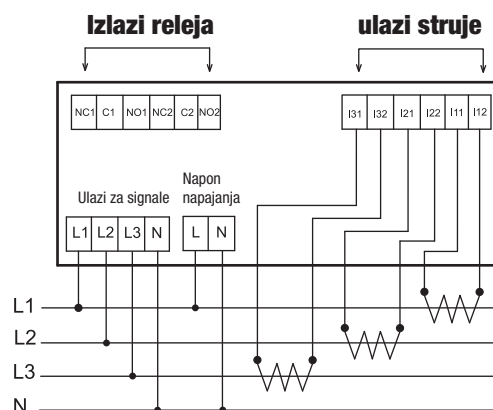 Izlazi releja ulazi struje
NC1 C1 NO1 NC2 C2 NO2 I31 I32 I21 I22 I11 I12
Napon
Ulazi za signale napajanja
L1 L2 L3 N L N
L1
L2
L3
N